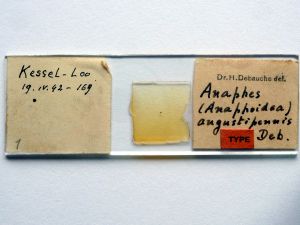 Kessel-Loo
19.IV.42-169
1
Dr.H.Debauche det.
Anaphes
(Anaphoidea)
angustipennis
TYPE Deb.